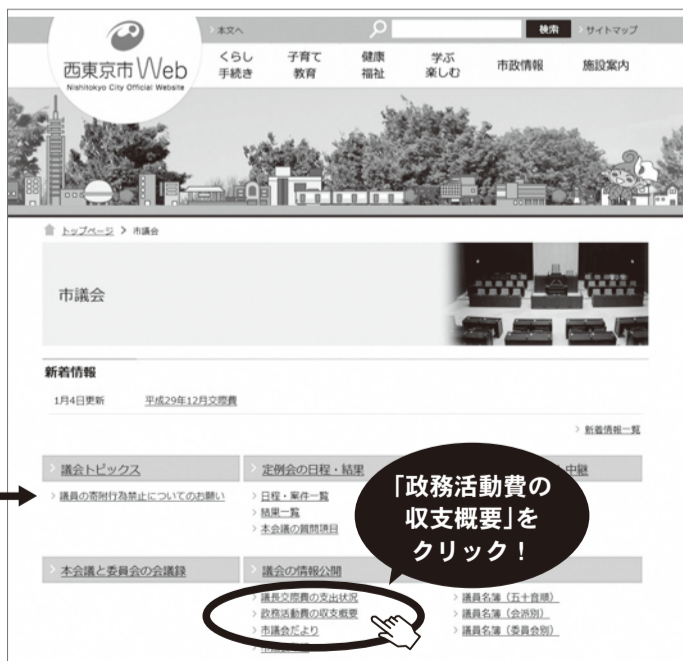 本文へ
検索
サイトマップ
西東京市Web
Nishitokyo City Official Website
くらし
手続き
子育て
教育
健康
福祉
学ぶ
楽しむ
市政情報
施設案内
トップページ > 市議会
市議会
新着情報
1月4日更新 平成29年12月交際費
> 新着情報一覧
> 議会トピックス
> 議員の寄附行為禁止についてのお願い
> 定例会の日程・結果
> 日程・案件一覧
> 結果一覧
> 本会議の質問項目
中継
「政務活動費の
収支概要」を
クリック!
> 本会議と委員会の会議録
> 議会の情報公開
> 議長交際費の支出状況
> 政務活動費の収支概要
> 市議会だより
> 議員名簿(五十音順)
> 議員名簿(会派別)
> 議員名簿(委員会別)